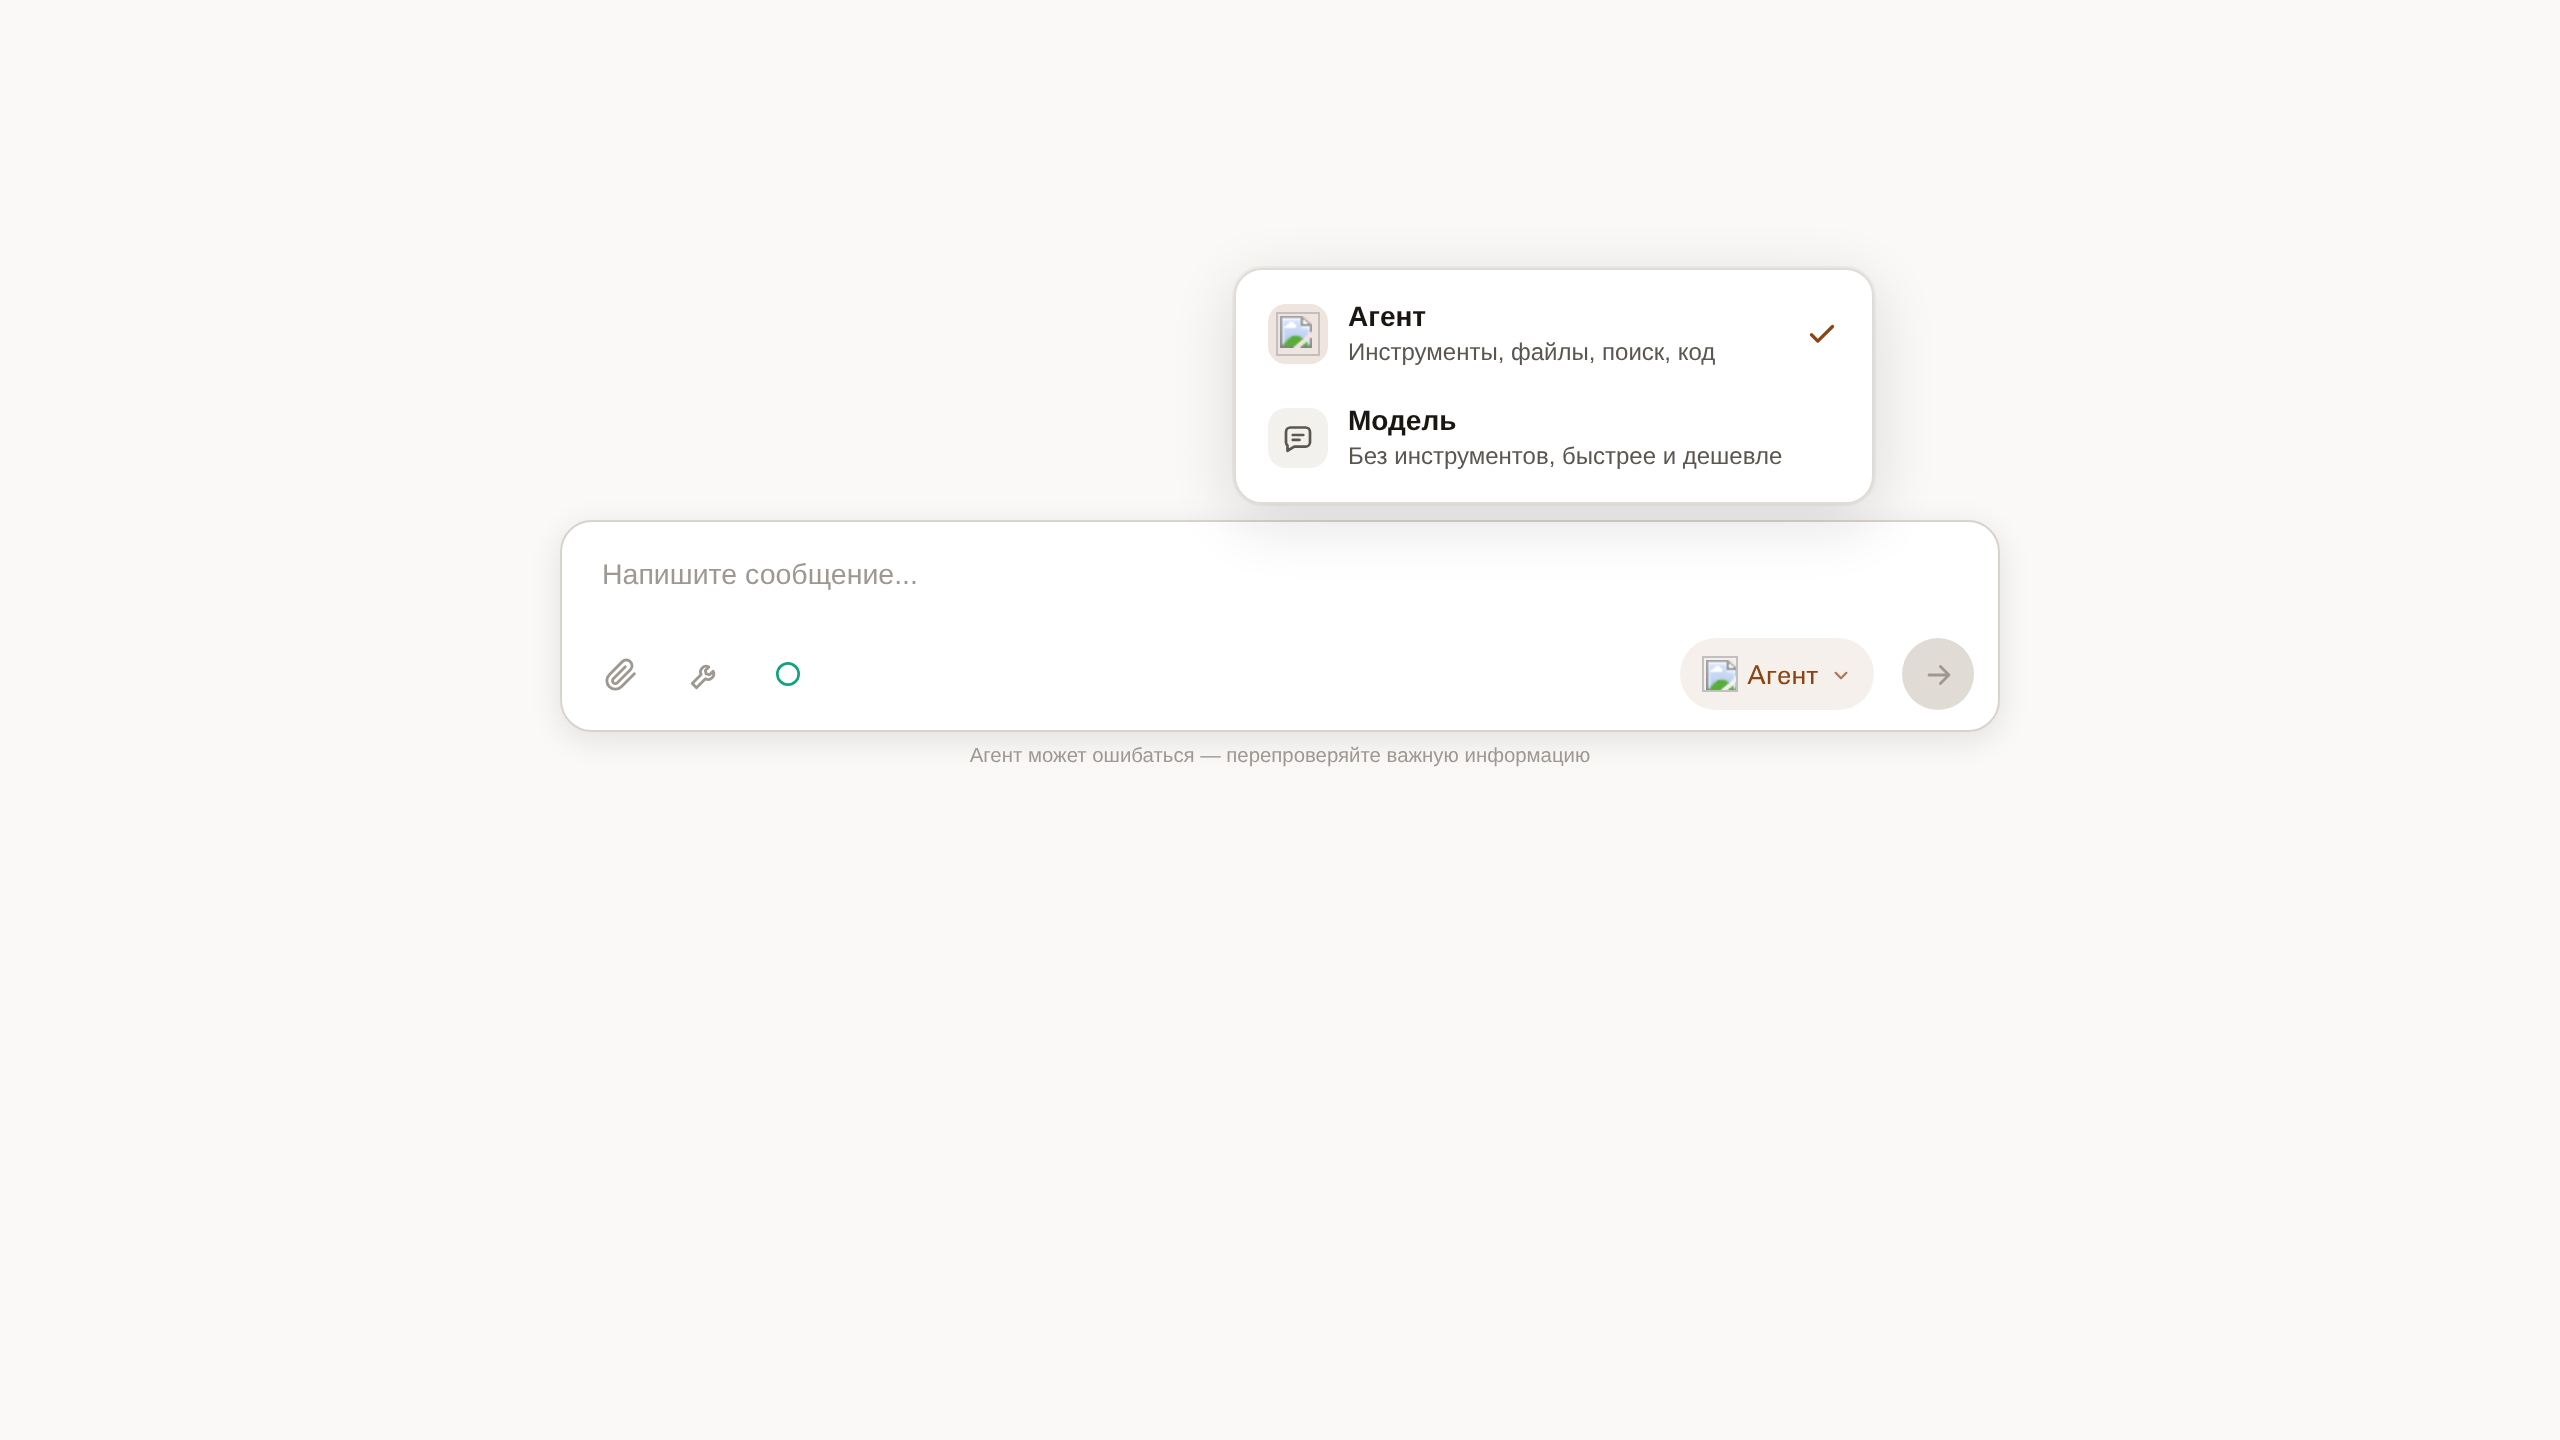 Агент
Инструменты, файлы, поиск, код
Модель
Без инструментов, быстрее и дешевле
Напишите сообщение...
Агент
Агент может ошибаться — перепроверяйте важную информацию